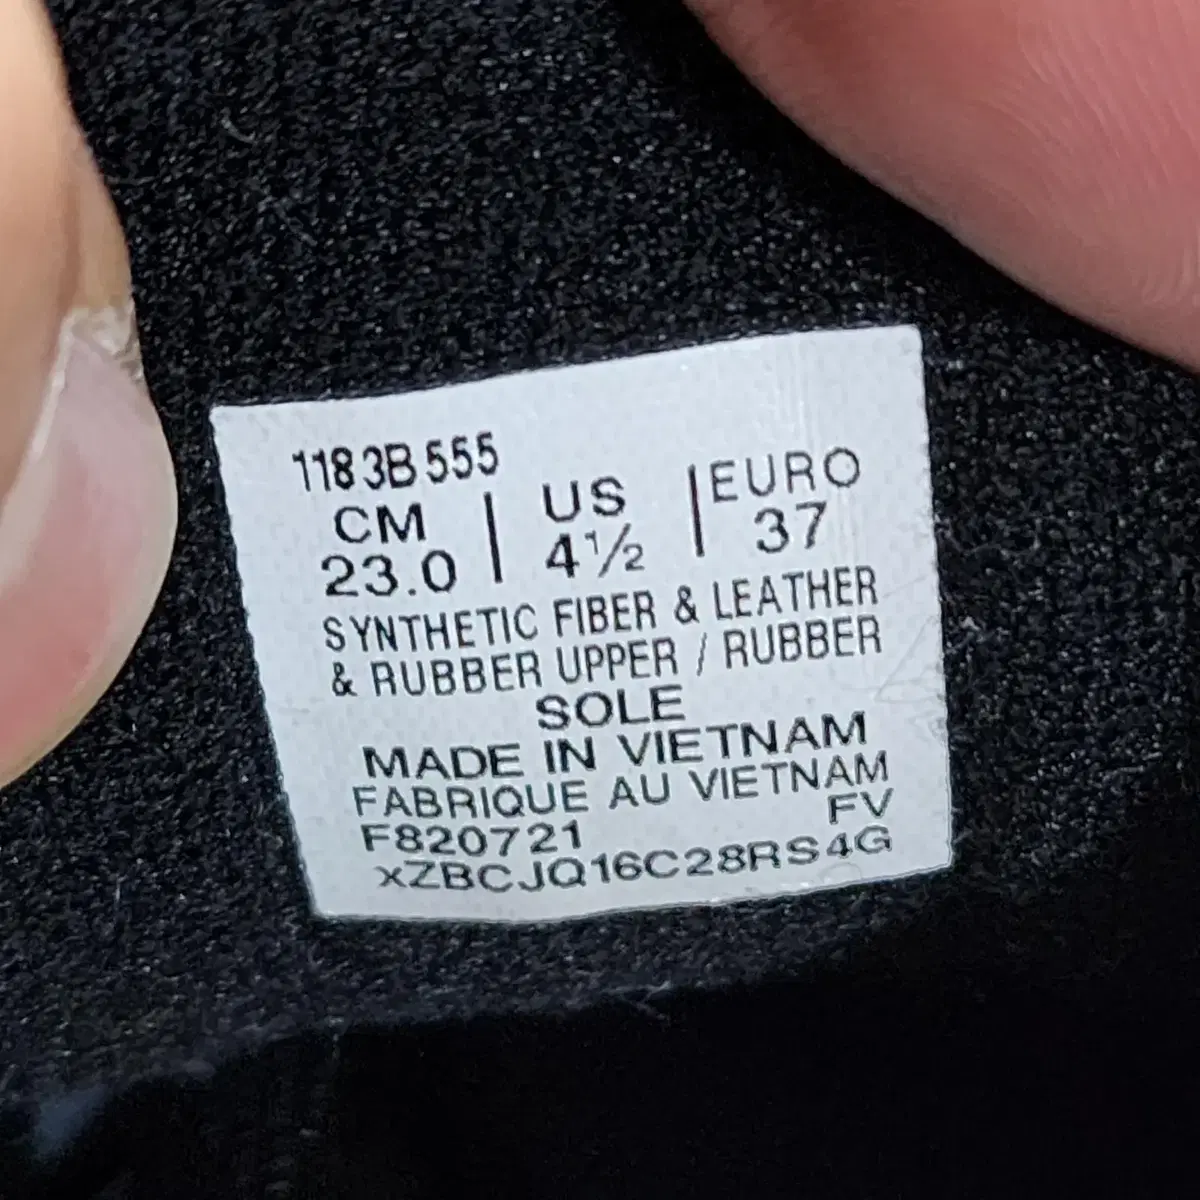 1183B555
CM | US | EURO
23.0 | 4½ | 37
SYNTHETIC FIBER & LEATHER
& RUBBER UPPER / RUBBER
SOLE
MADE IN VIETNAM
FABRIQUE AU VIETNAM
F820721 FV
xZBCJQ16C28RS4G